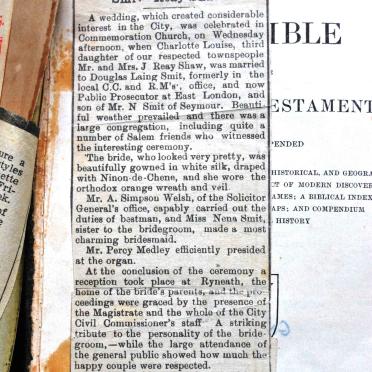 A wedding, which created considerable
interest in the City, was celebrated in
Commemoration Church, on Wednesday
afternoon, when Charlotte Louise, third
daughter of our respected townspeople
Mr. and Mrs. J Reay Shaw, was married
to Douglas Laing Smit, formerly in the
local C.C. and R.M's', office, and now
Public Prosecutor at East London, and
son of Mr. N Smit of Seymour. Beauti-
ful weather prevailed and there was a
large congregation, including quite a
number of Salem friends who witnessed
the interesting ceremony.
The bride, who looked very pretty, was
beautifully gowned in white silk, draped
with Ninon-de-Chene, and she wore the
orthodox orange wreath and veil
Mr. A. Simpson Welsh, of the Solicitor
General's office, capably carried out the
duties of bestman, and Miss Nena Smit,
sister to the bridegroom, made a most
charming bridesmaid.
Mr. Percy Medley efficiently presided
at the organ.
At the conclusion of the ceremony a
reception took place at Ryneath, the
home of the bride's parents, and the pro-
ceedings were graced by the presence of
the Magistrate and the whole of the City
Civil Commissioner's staff A striking
tribute to the personality of the bride-
groom,—while the large attendance of
the general public showed how much the
happy couple were respected.
IBLE
ESTAMENT
PENDED
HISTORICAL, AND GEOGRA
CT OF MODERN DISCOVER
AMES; A BIBLICAL INDEX
APS; AND COMPENDIUM
HISTORY